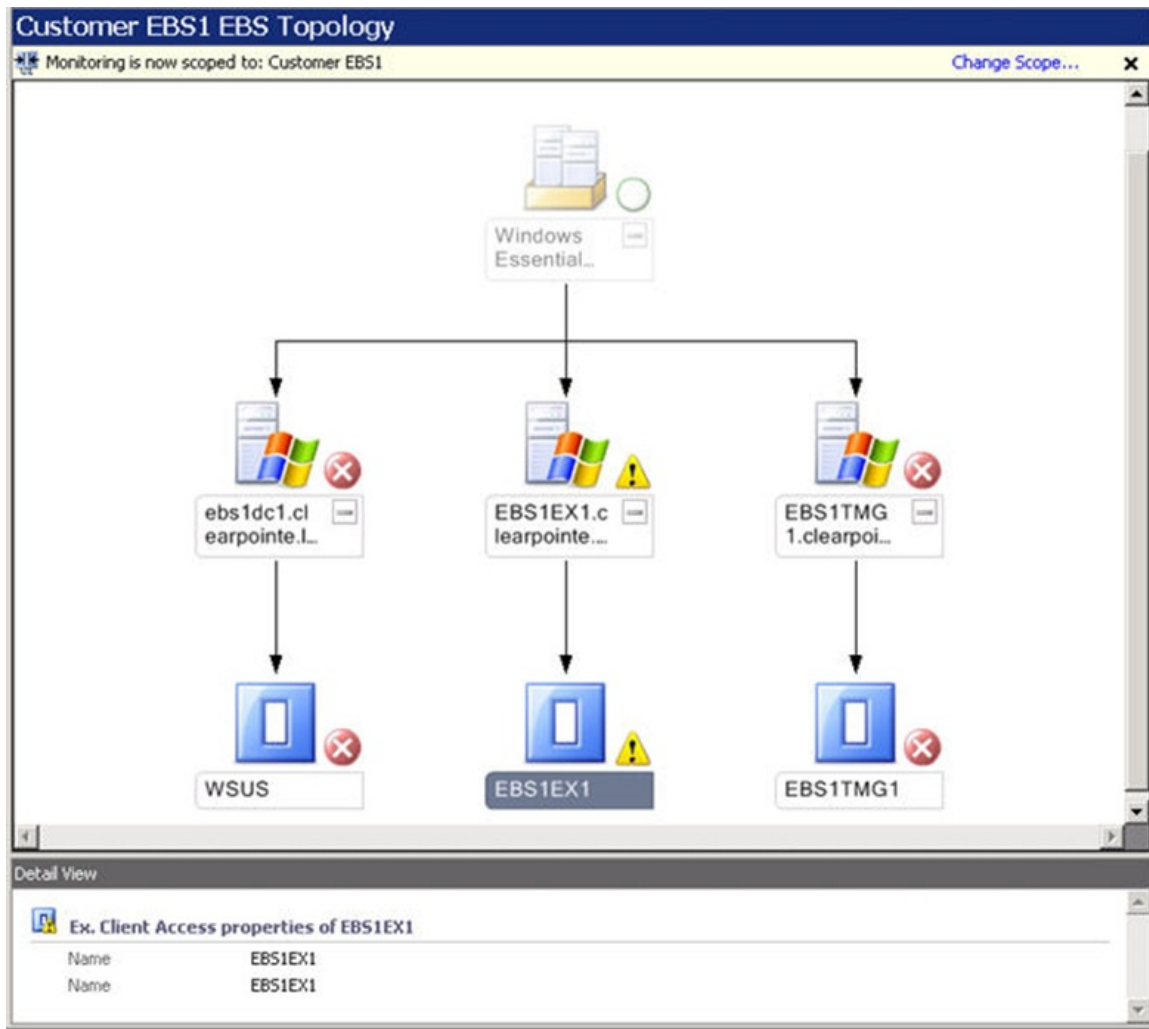 Customer EBS1 EBS Topology
Monitoring is now scoped to: Customer EBS1 Change Scope...
Windows
Essential...
ebs1dc1.cl
earpointe.l...
EBS1EX1.c
learpointe....
EBS1TMG
1.clearpoi...
WSUS
EBS1EX1
EBS1TMG1
Detail View
Ex. Client Access properties of EBS1EX1
Name EBS1EX1
Name EBS1EX1